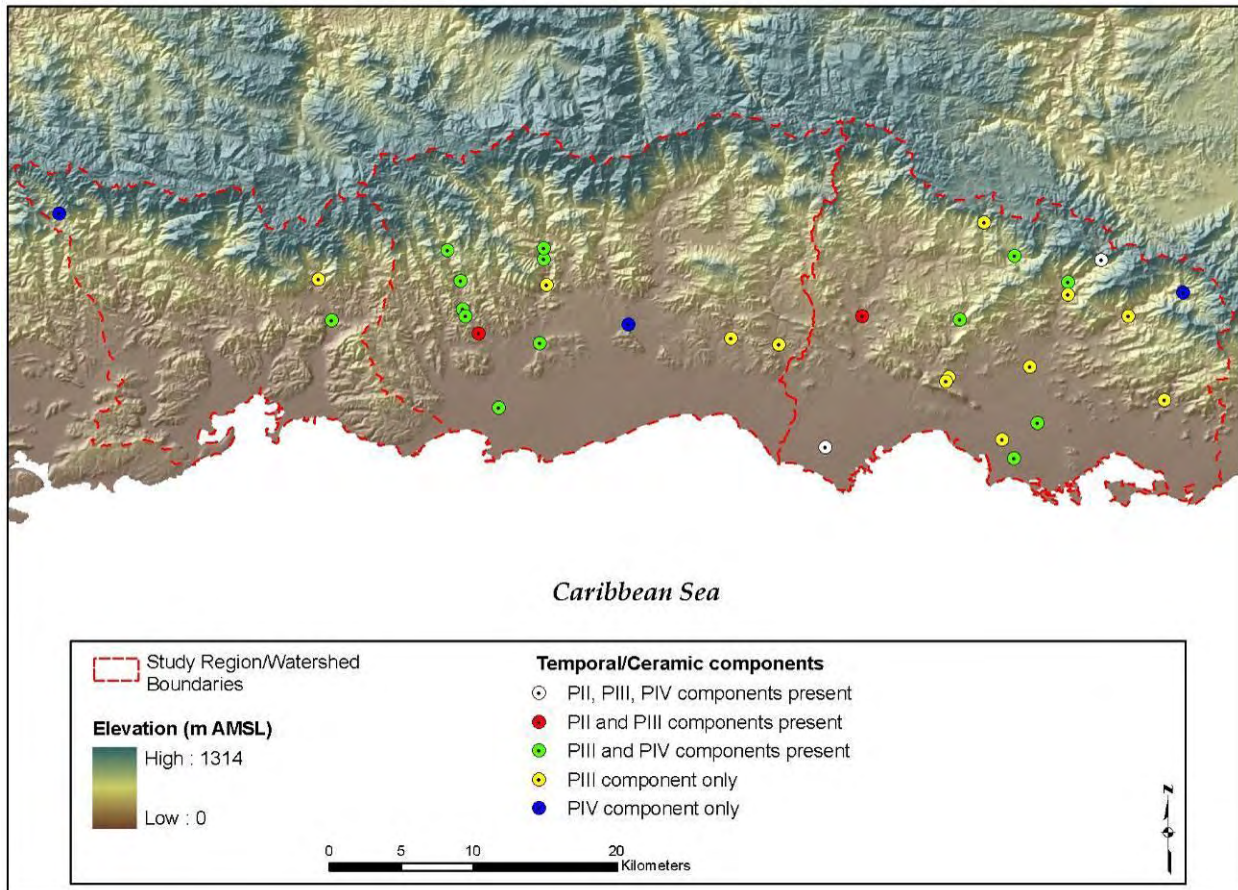 Caribbean Sea
Study Region/Watershed
Boundaries
Elevation (m AMSL)
High : 1314
Low : 0
Temporal/Ceramic components
PII, PIII, PIV components present
PII and PIII components present
PIII and PIV components present
PIII component only
PIV component only
0 5 10 20
Kilometers
N